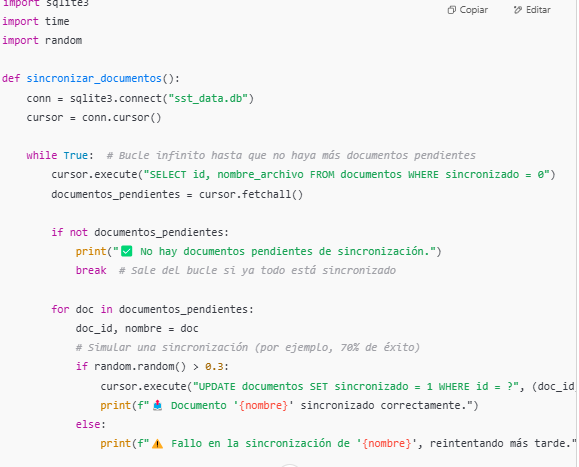 import sqlite3
Copiar
Editar
import time
import random
def sincronizar_documentos():
conn = sqlite3.connect("sst_data.db")
cursor = conn.cursor()
while True:  # Bucle infinito hasta que no haya más documentos pendientes
cursor.execute("SELECT id, nombre_archivo FROM documentos WHERE sincronizado = 0")
documentos_pendientes = cursor.fetchall()
if not documentos_pendientes:
print("✅ No hay documentos pendientes de sincronización.")
break  # Sale del bucle si ya todo está sincronizado
for doc in documentos_pendientes:
doc_id, nombre = doc
# Simular una sincronización (por ejemplo, 70% de éxito)
if random.random() > 0.3:
cursor.execute("UPDATE documentos SET sincronizado = 1 WHERE id = ?", (doc_id
print(f"📤 Documento '{nombre}' sincronizado correctamente.")
else:
print(f"⚠️ Fallo en la sincronización de '{nombre}', reintentando más tarde."